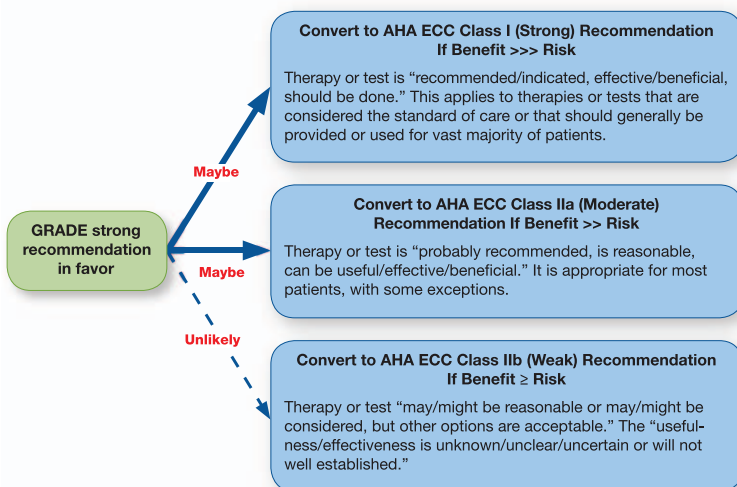 Convert to AHA ECC Class I (Strong) Recommendation
If Benefit >>> Risk
Therapy or test is “recommended/indicated, effective/beneficial,
should be done.” This applies to therapies or tests that are
considered the standard of care or that should generally be
provided or used for vast majority of patients.
Maybe
GRADE strong
recommendation
in favor
Maybe
Convert to AHA ECC Class IIa (Moderate)
Recommendation If Benefit >> Risk
Therapy or test is “probably recommended, is reasonable,
can be useful/effective/beneficial.” It is appropriate for most
patients, with some exceptions.
Unlikely
Convert to AHA ECC Class IIb (Weak) Recommendation
If Benefit ≥ Risk
Therapy or test “may/might be reasonable or may/might be
considered, but other options are acceptable.” The “useful-
ness/effectiveness is unknown/unclear/uncertain or will not
well established.”